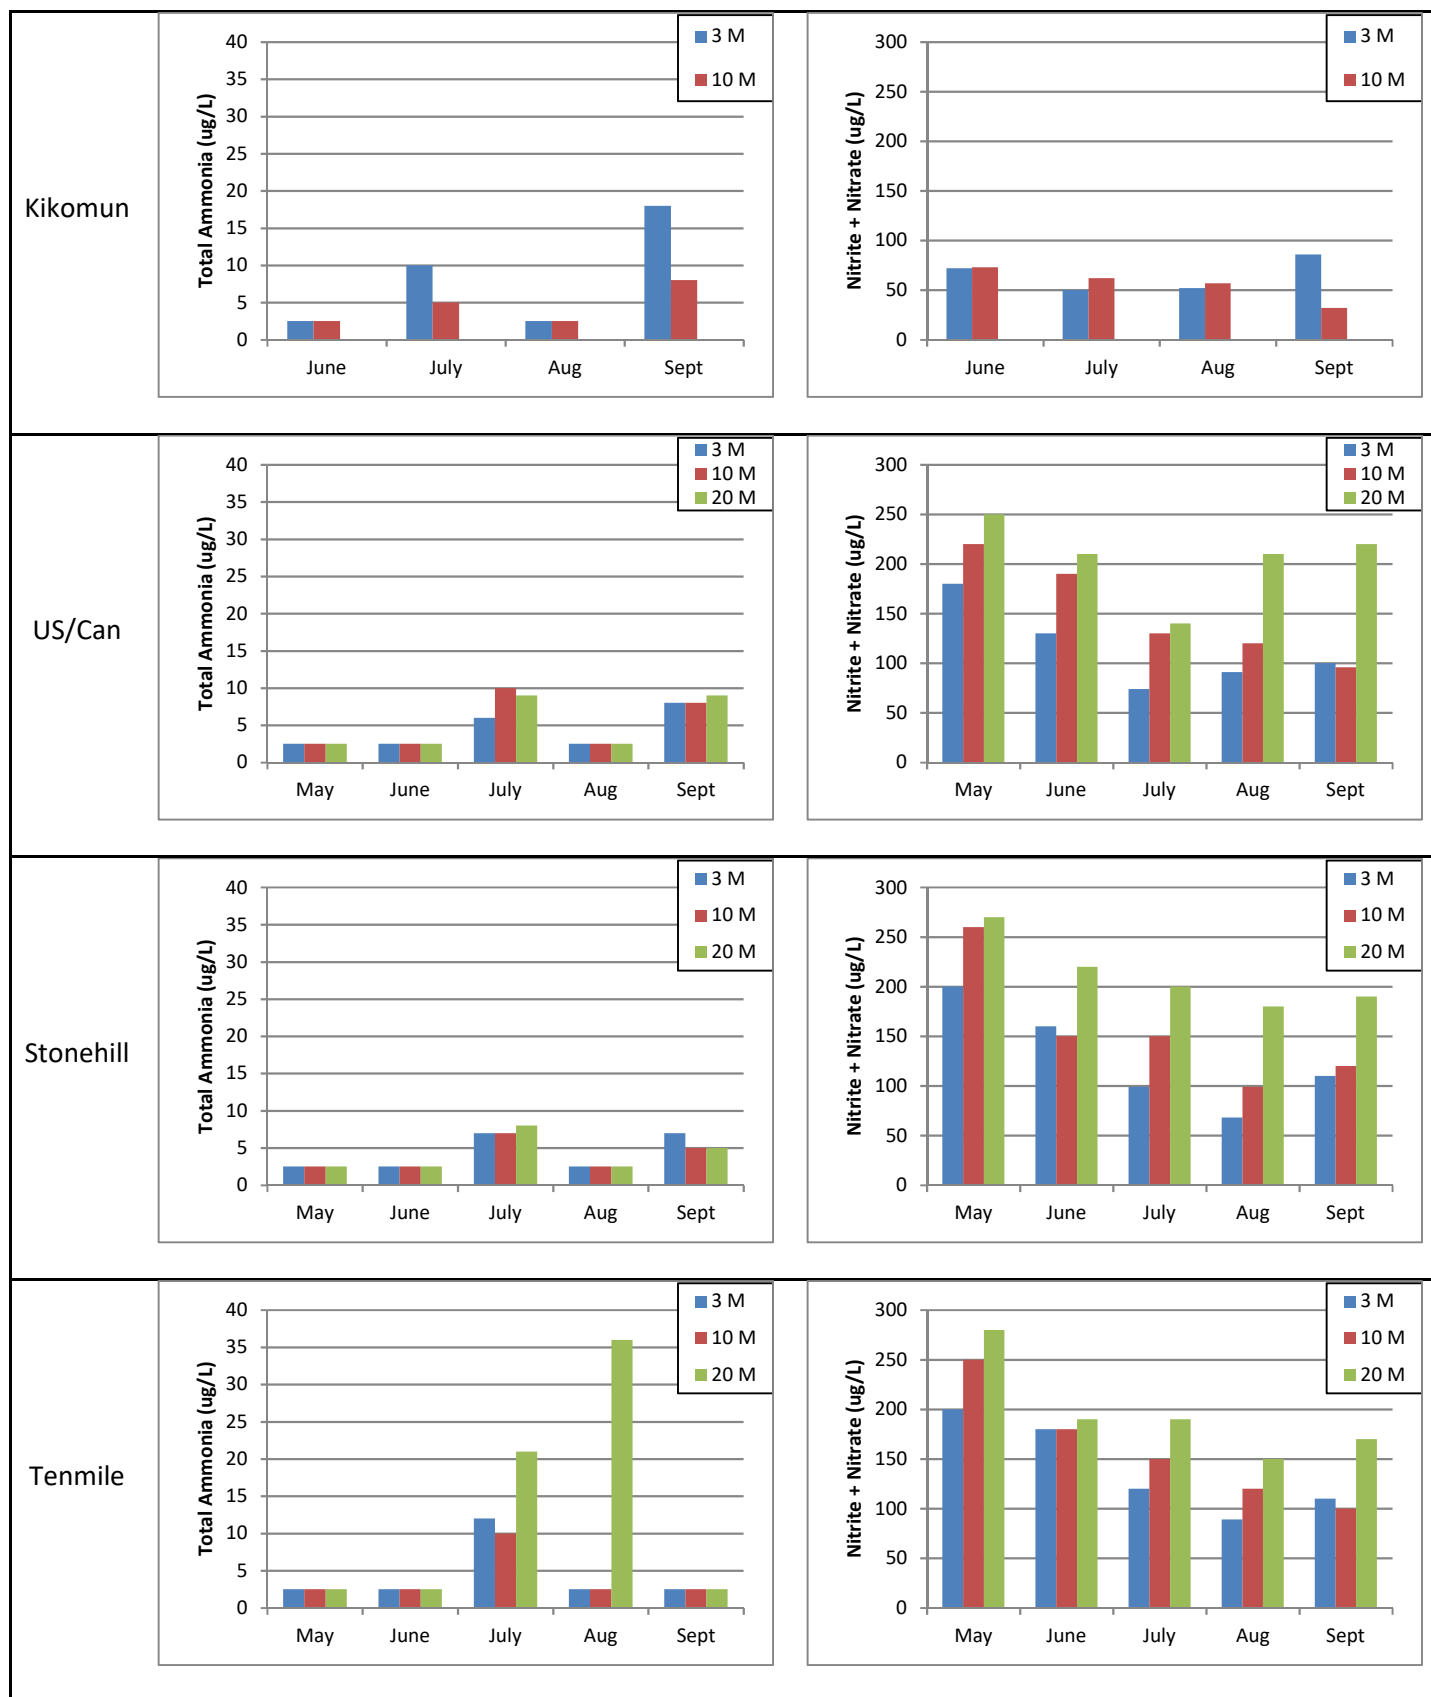 Kikomun
Total Ammonia (ug/L)
40
35
30
25
20
15
10
5
0
June July Aug Sept
3 M
10 M
Nitrite + Nitrate (ug/L)
300
250
200
150
100
50
0
June July Aug Sept
3 M
10 M
US/Can
Total Ammonia (ug/L)
40
35
30
25
20
15
10
5
0
May June July Aug Sept
3 M
10 M
20 M
Nitrite + Nitrate (ug/L)
300
250
200
150
100
50
0
May June July Aug Sept
3 M
10 M
20 M
Stonehill
Total Ammonia (ug/L)
40
35
30
25
20
15
10
5
0
May June July Aug Sept
3 M
10 M
20 M
Nitrite + Nitrate (ug/L)
300
250
200
150
100
50
0
May June July Aug Sept
3 M
10 M
20 M
Tenmile
Total Ammonia (ug/L)
40
35
30
25
20
15
10
5
0
May June July Aug Sept
3 M
10 M
20 M
Nitrite + Nitrate (ug/L)
300
250
200
150
100
50
0
May June July Aug Sept
3 M
10 M
20 M